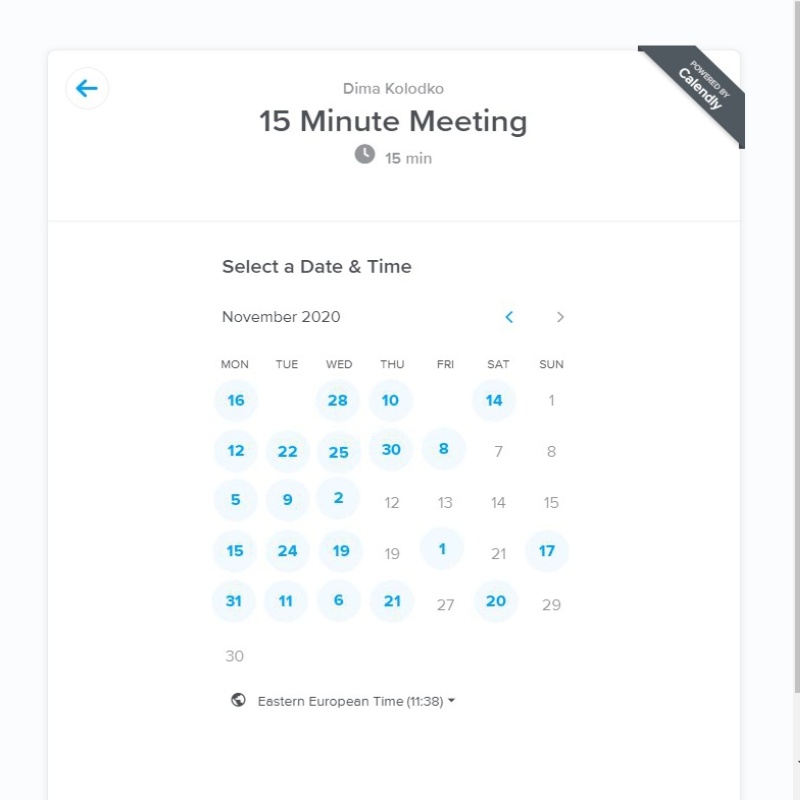 Dima Kolodko
POWERED BY
Calendly
15 Minute Meeting
15 min
Select a Date & Time
November 2020
MON TUE WED THU FRI SAT SUN
16 28 10 14 1
12 22 25 30 8 7 8
5 9 2 12 13 14 15
15 24 19 19 1 21 17
31 11 6 21 27 20 29
30
Eastern European Time (11:38)